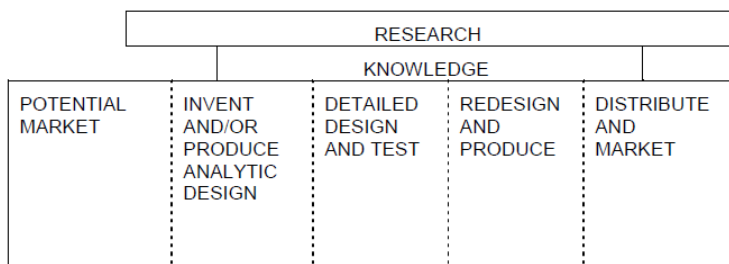 RESEARCH
KNOWLEDGE
POTENTIAL
MARKET
INVENT
AND/OR
PRODUCE
ANALYTIC
DESIGN
DETAILED
DESIGN
AND TEST
REDESIGN
AND
PRODUCE
DISTRIBUTE
AND
MARKET